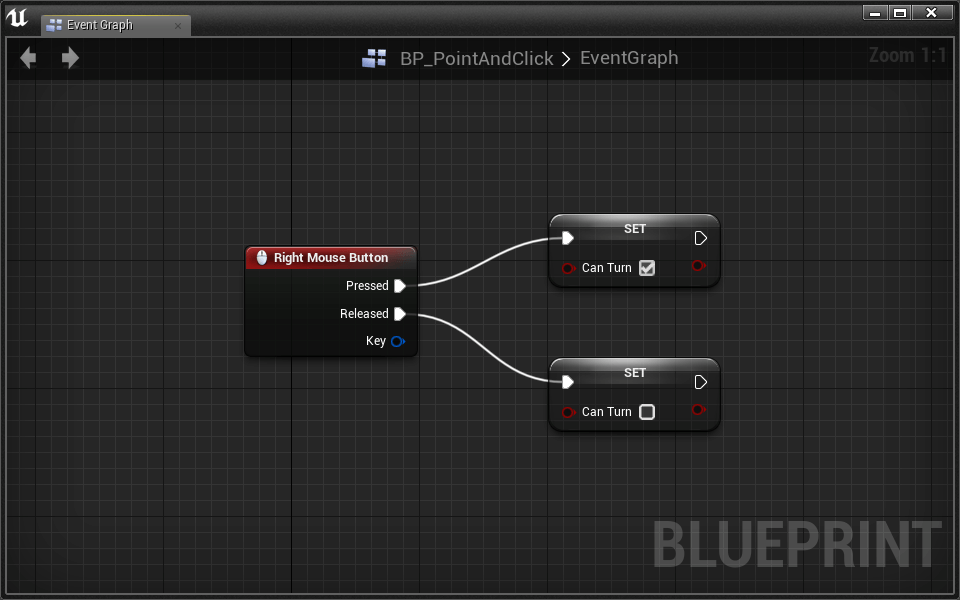 Event Graph
BP_PointAndClick > EventGraph
Zoom 1:1
SET
Can Turn
Right Mouse Button
Pressed
Released
Key
SET
Can Turn
BLUEPRINT